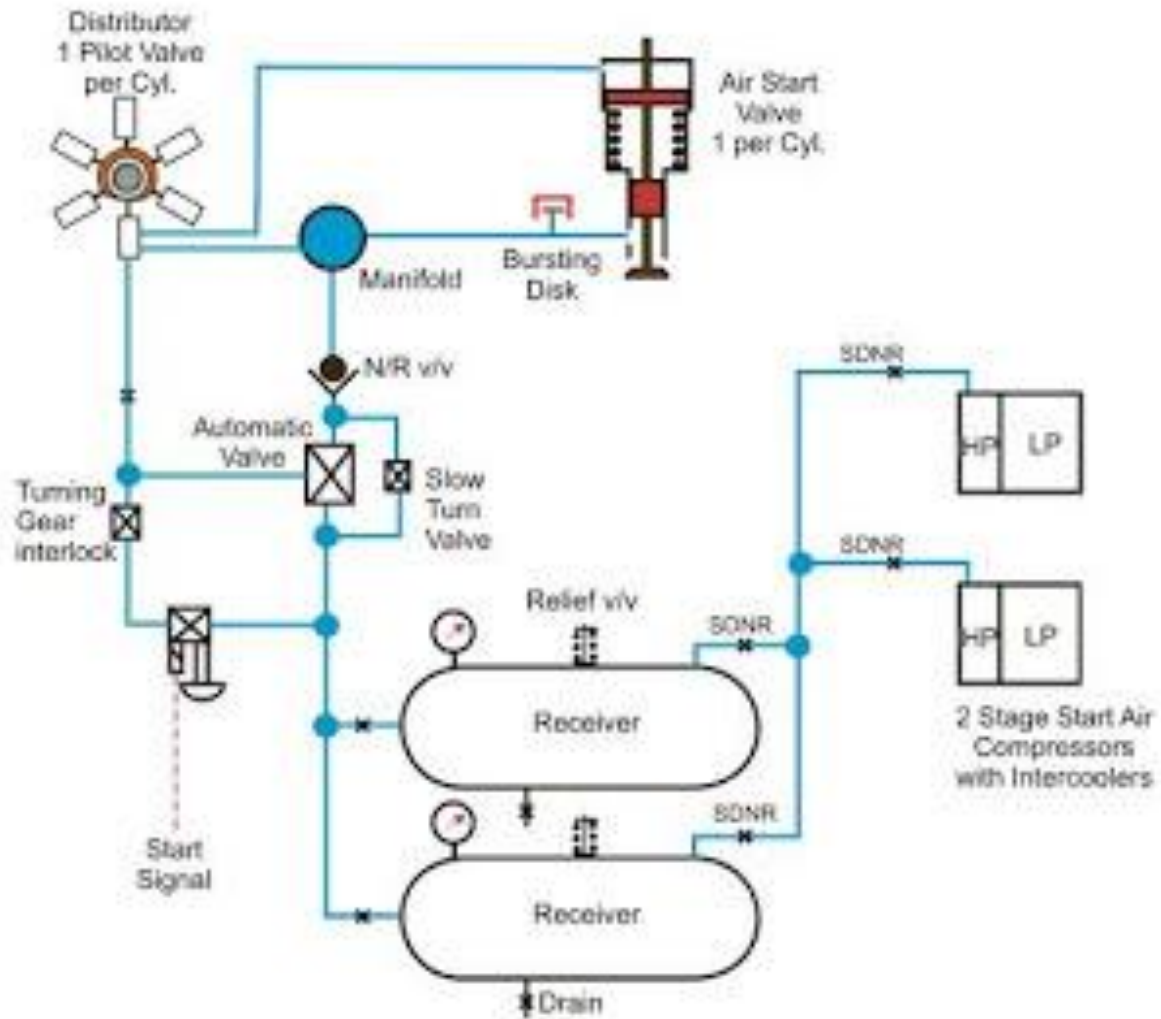 Distributor
1 Pilot Valve
per Cyl.
Air Start
Valve
1 per Cyl.
Bursting
Disk
Manifold
N/R v/v
SDNR
HP
LP
Automatic
Valve
Slow
Turn
Valve
Turning
Gear
interlock
SDNR
HP
LP
Relief v/v
SDNR
Receiver
2 Stage Start Air
Compressors
with Intercoolers
SDNR
Start
Signal
Receiver
Drain